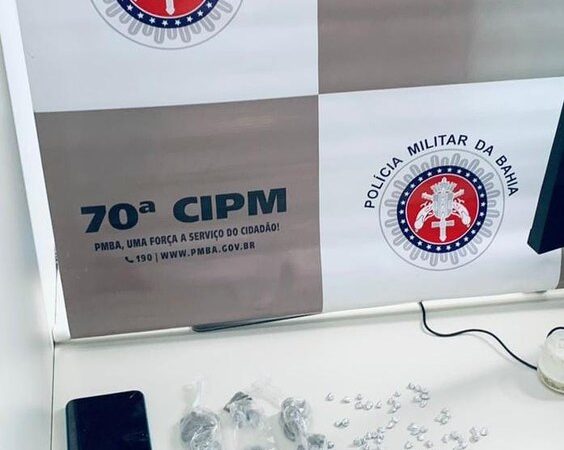 70ª CIPM
PMBA, UMA FORÇA A SERVIÇO DO CIDADÃO!
190 | WWW.PMBA.GOV.BR
POLÍCIA MILITAR DA BAHIA